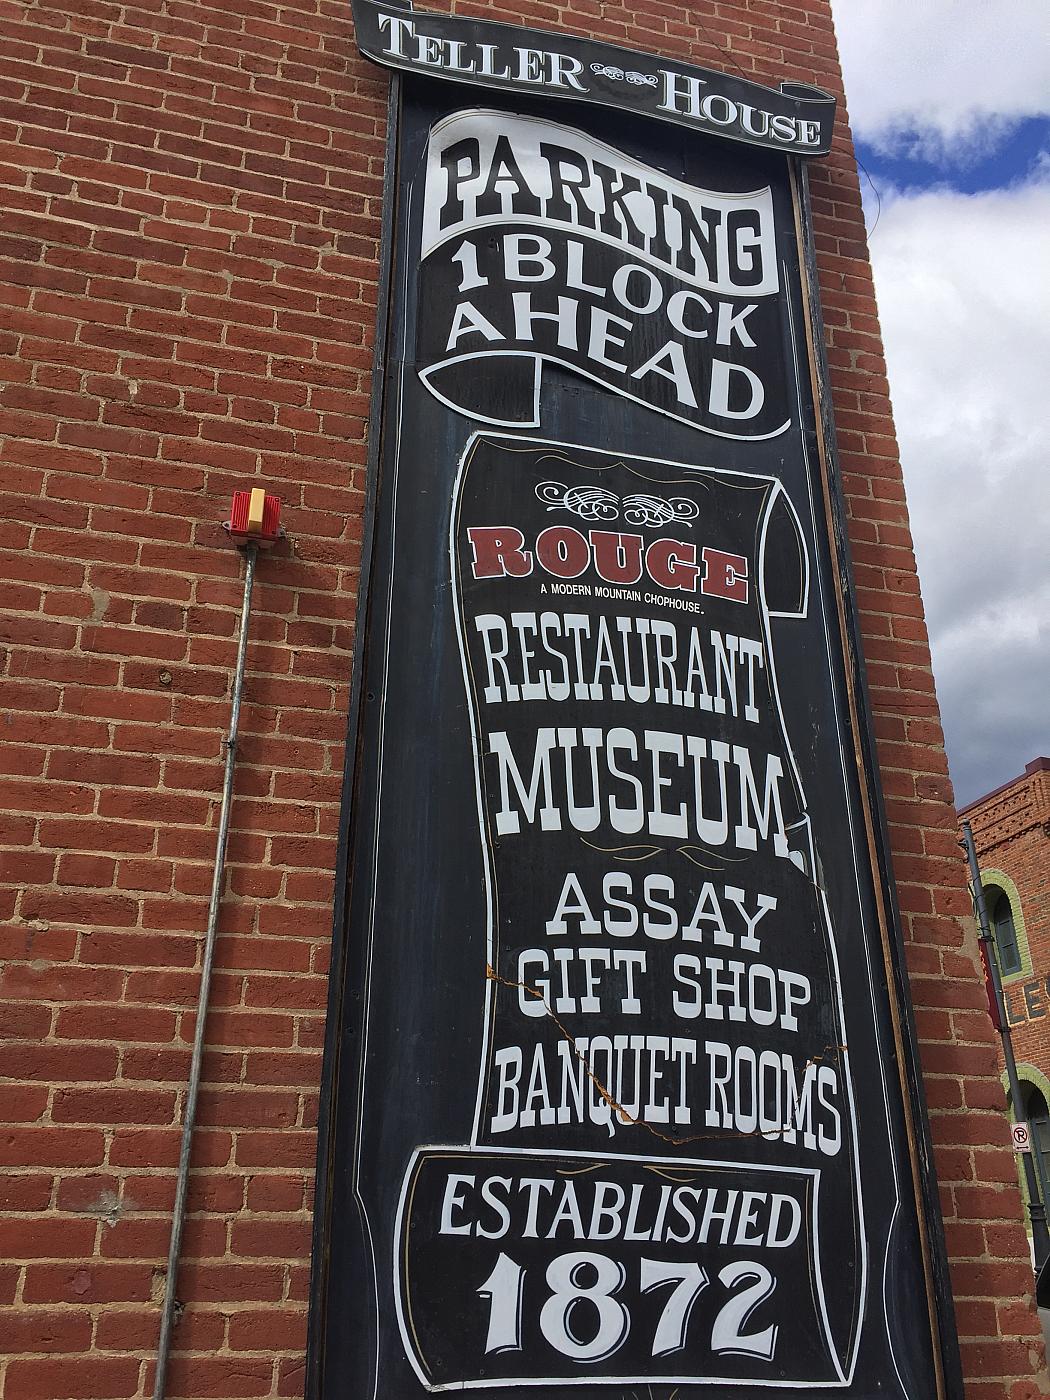 TELLER HOUSE
PARKING
1 BLOCK
AHEAD
ROUGE
A MODERN MOUNTAIN CHOPHOUSE.
RESTAURANT
MUSEUM
ASSAY
GIFT SHOP
BANQUET ROOMS
ESTABLISHED
1872